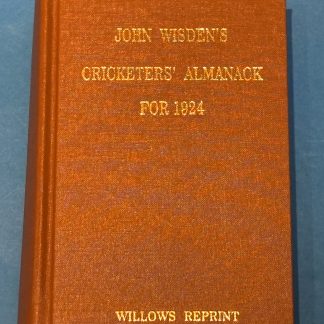 JOHN WISDEN'S
CRICKETERS' ALMANACK
FOR 1924
WILLOWS REPRINT